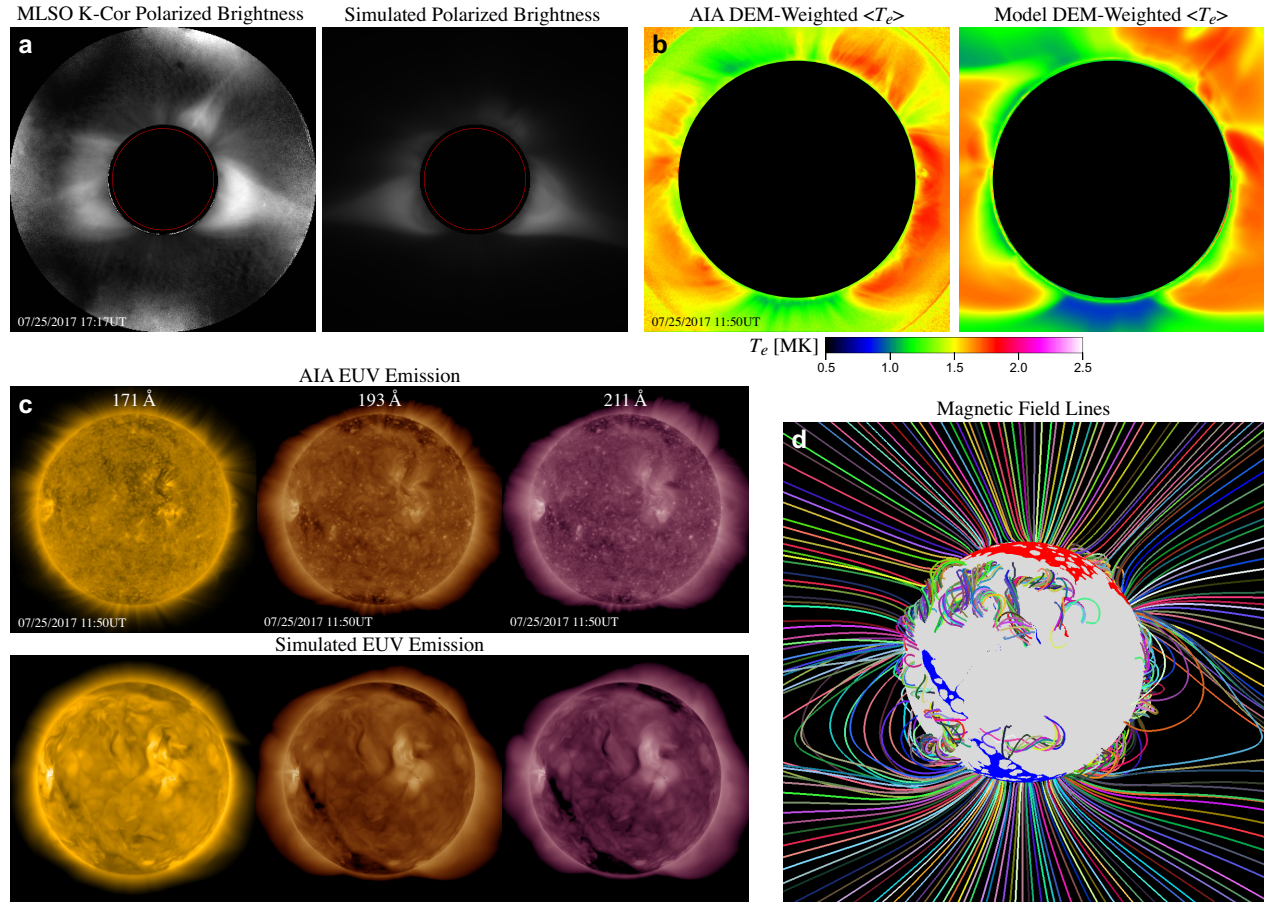 MLSO K-Cor Polarized Brightness
Simulated Polarized Brightness
AIA DEM-Weighted <Te>
Model DEM-Weighted <Te>
a
b
07/25/2017 17:17UT
07/25/2017 11:50UT
Te [MK]
0.5 1.0 1.5 2.0 2.5
AIA EUV Emission
c
171 Å
193 Å
211 Å
07/25/2017 11:50UT
07/25/2017 11:50UT
07/25/2017 11:50UT
Simulated EUV Emission
Magnetic Field Lines
d